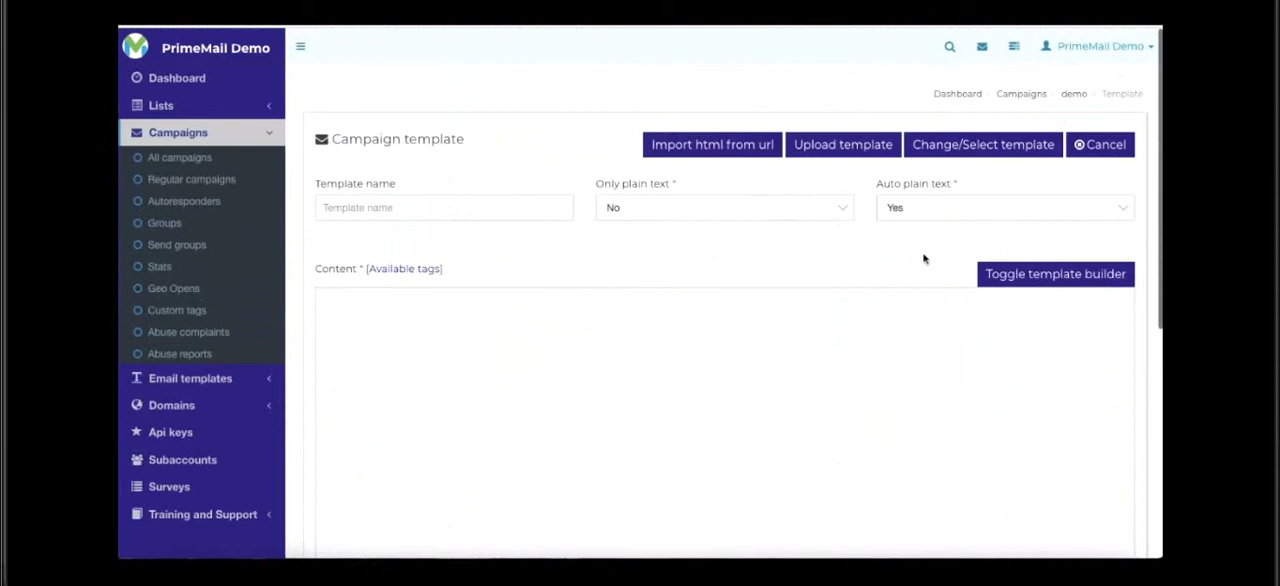 PrimeMail Demo
PrimeMail Demo
Dashboard
Lists
Campaigns
All campaigns
Regular campaigns
Autoresponders
Groups
Send groups
Stats
Geo Opens
Custom tags
Abuse complaints
Abuse reports
Email templates
Domains
Api keys
Subaccounts
Surveys
Training and Support
Dashboard Campaigns demo Template
Campaign template
Import html from url Upload template Change/Select template Cancel
Template name Only plain text * Auto plain text *
Template name No Yes
Content * [Available tags]
Toggle template builder